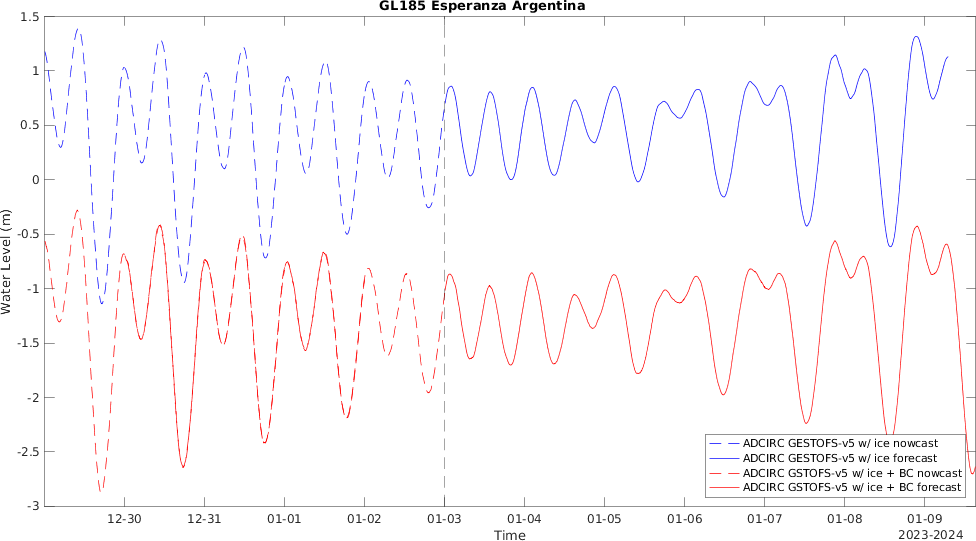 GL185 Esperanza Argentina
1.5
1
0.5
0
-0.5
-1
-1.5
-2
-2.5
-3
Water Level (m)
ADCIRC GESTOFS-v5 w/ ice nowcast
ADCIRC GESTOFS-v5 w/ ice forecast
ADCIRC GSTOFS-v5 w/ ice + BC nowcast
ADCIRC GSTOFS-v5 w/ ice + BC forecast
12-30 12-31 01-01 01-02 01-03 01-04 01-05 01-06 01-07 01-08 01-09
Time
2023-2024